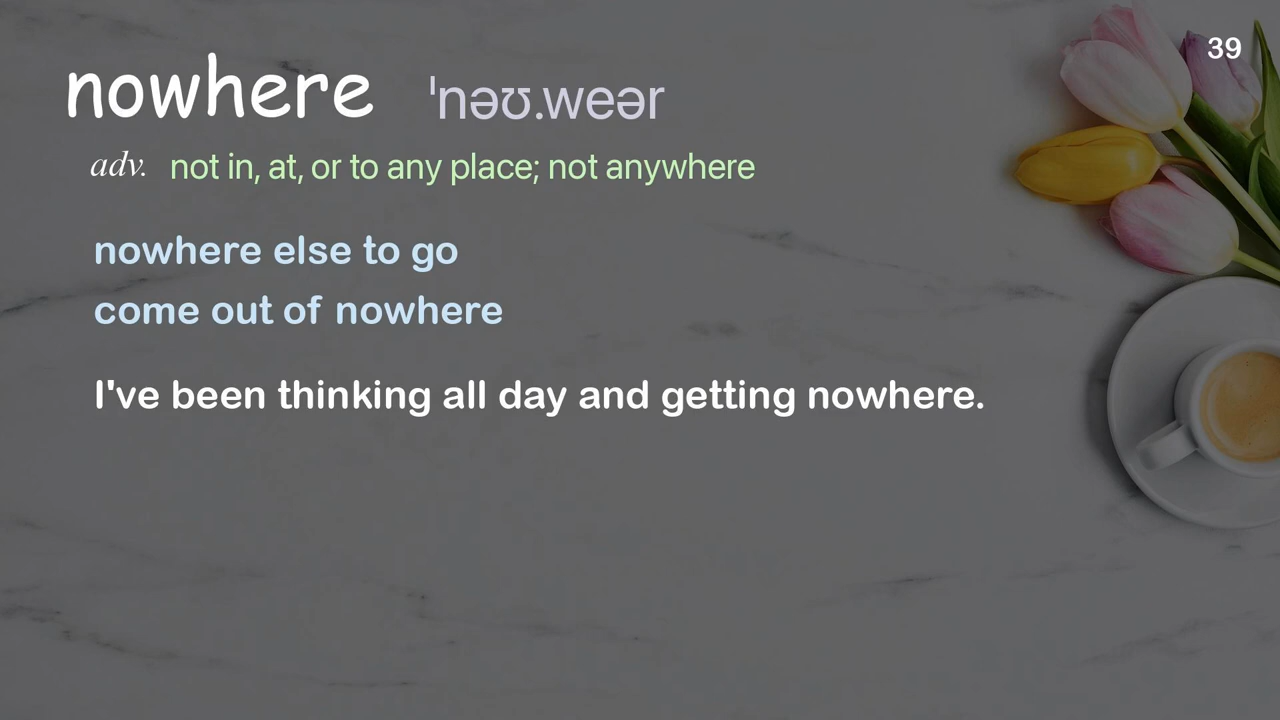 39
nowhere ˈnəʊ.weər
adv. not in, at, or to any place; not anywhere
nowhere else to go
come out of nowhere
I've been thinking all day and getting nowhere.